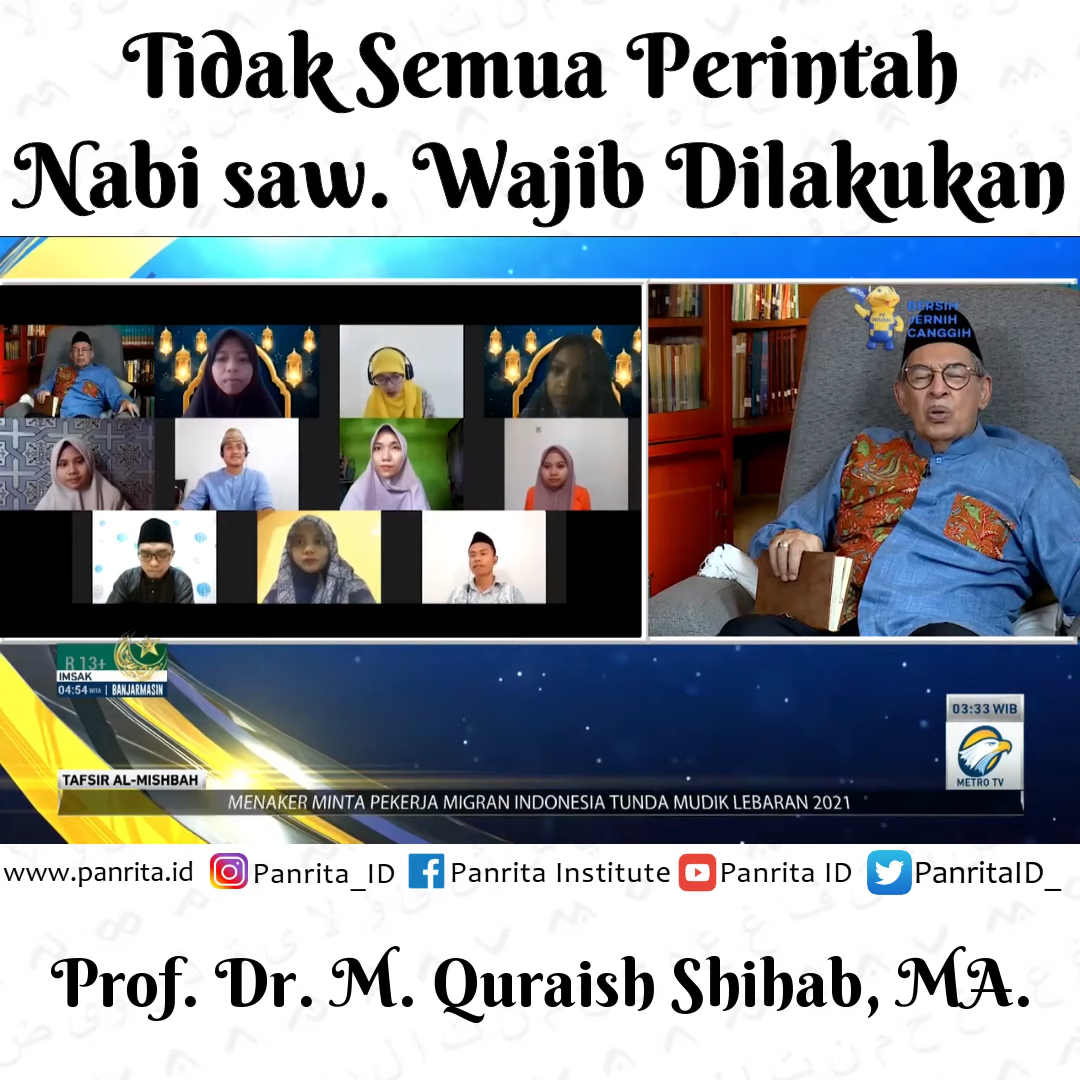 Tidak Semua Perintah
Nabi saw. Wajib Dilakukan
BERSIH
JERNIH
CANGGIH
R 13+
IMSAK
04:54 WITA | BANJARMASIN
03:33 WIB
METRO TV
TAFSIR AL-MISHBAH
MENAKER MINTA PEKERJA MIGRAN INDONESIA TUNDA MUDIK LEBARAN 2021
www.panrita.id Panrita_ID Panrita Institute Panrita ID PanritaID_
Prof. Dr. M. Quraish Shihab, MA.